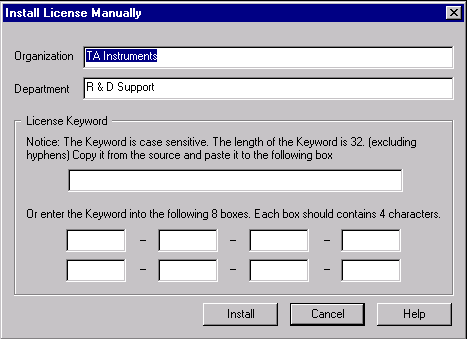 Install License Manually
Organization TA Instruments
Department R & D Support
License Keyword
Notice: The Keyword is case sensitive. The length of the Keyword is 32. (excluding
hyphens) Copy it from the source and paste it to the following box
Or enter the Keyword into the following 8 boxes. Each box should contains 4 characters.
– – –
– – –
Install Cancel Help